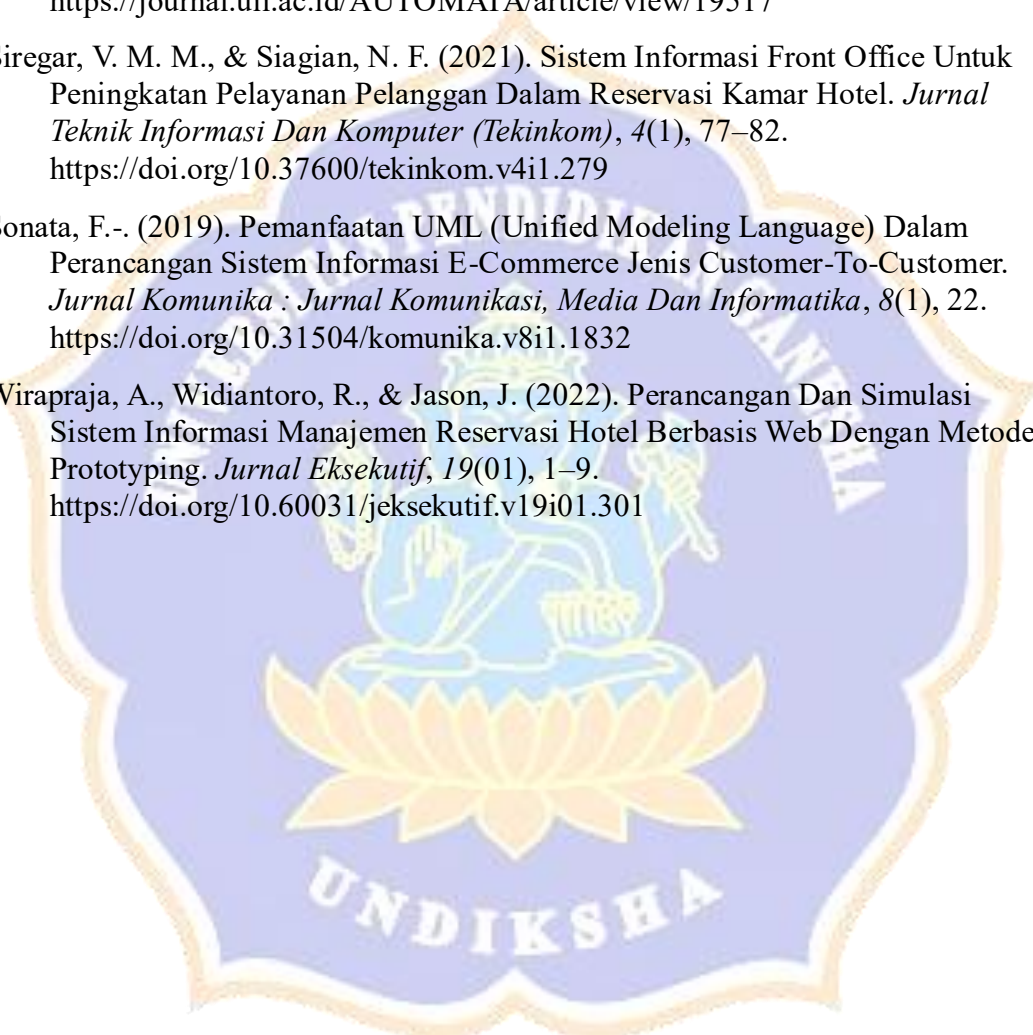 https://journal.uii.ac.id/AUTOMATA/article/view/19517
Siregar, V. M. M., & Siagian, N. F. (2021). Sistem Informasi Front Office Untuk
Peningkatan Pelayanan Pelanggan Dalam Reservasi Kamar Hotel. Jurnal
Teknik Informasi Dan Komputer (Tekinkom), 4(1), 77–82.
https://doi.org/10.37600/tekinkom.v4i1.279
Sonata, F.-. (2019). Pemanfaatan UML (Unified Modeling Language) Dalam
Perancangan Sistem Informasi E-Commerce Jenis Customer-To-Customer.
Jurnal Komunika : Jurnal Komunikasi, Media Dan Informatika, 8(1), 22.
https://doi.org/10.31504/komunika.v8i1.1832
Wirapraja, A., Widiantoro, R., & Jason, J. (2022). Perancangan Dan Simulasi
Sistem Informasi Manajemen Reservasi Hotel Berbasis Web Dengan Metode
Prototyping. Jurnal Eksekutif, 19(01), 1–9.
https://doi.org/10.60031/jeksekutif.v19i01.301
UNIVERSITAS PENDIDIKAN GANESHA
UNDIKSHA